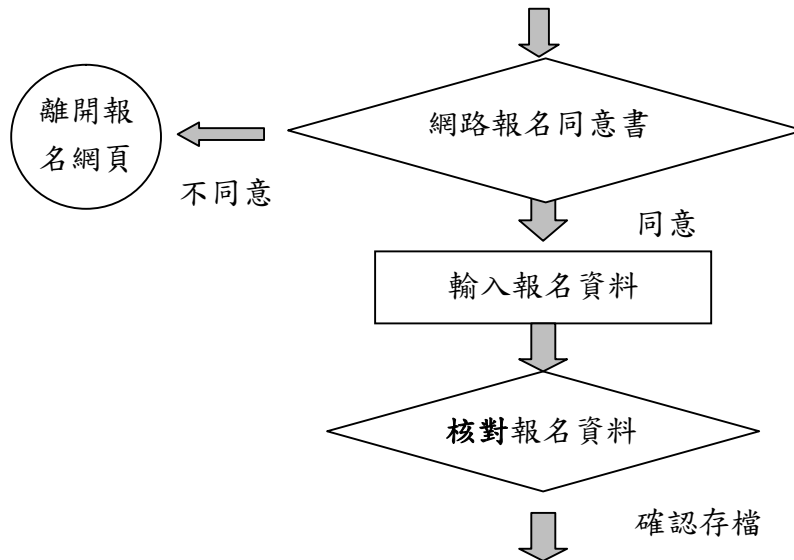 網路報名同意書
離開報
名網頁
不同意
同意
輸入報名資料
核對報名資料
確認存檔